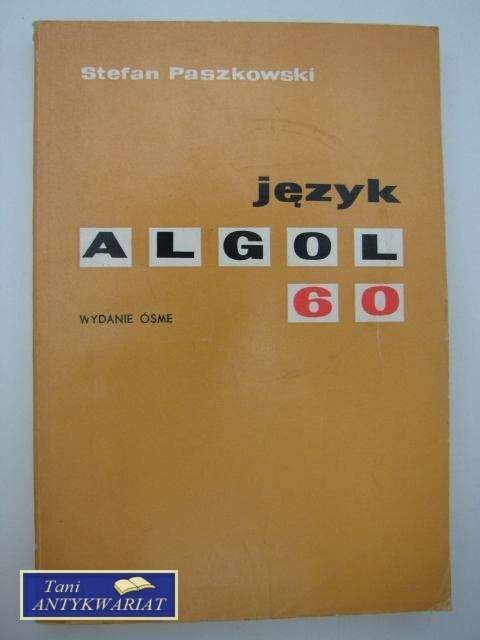 Stefan Paszkowski
język
ALGOL
60
WYDANIE ÓSME
Tani
ANTYKWARIAT